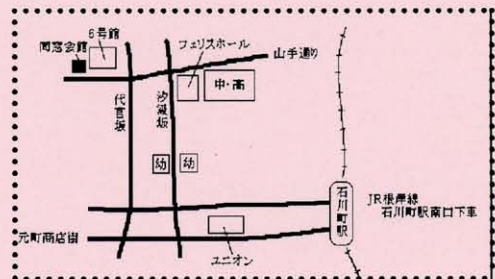 6号館
同窓会館
フェリスホール
山手通り
中・高
代官坂
汐汲坂
幼 幼
石川町駅
JR根岸線
石川町駅南口下車
元町商店街
ユニオン